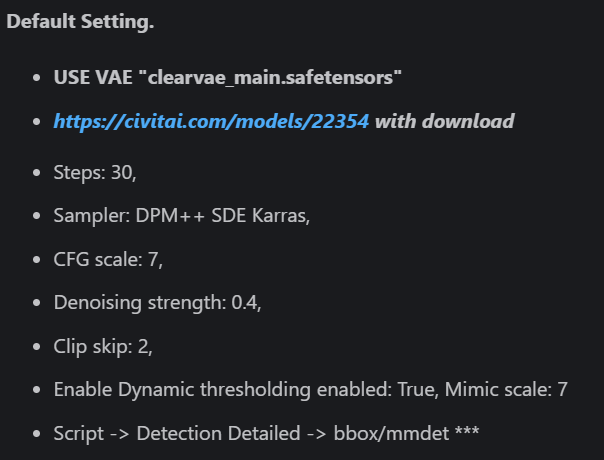 Default Setting.
USE VAE "clearvae_main.safetensors"
https://civitai.com/models/22354 with download
Steps: 30,
Sampler: DPM++ SDE Karras,
CFG scale: 7,
Denoising strength: 0.4,
Clip skip: 2,
Enable Dynamic thresholding enabled: True, Mimic scale: 7
Script -> Detection Detailed -> bbox/mmdet ***